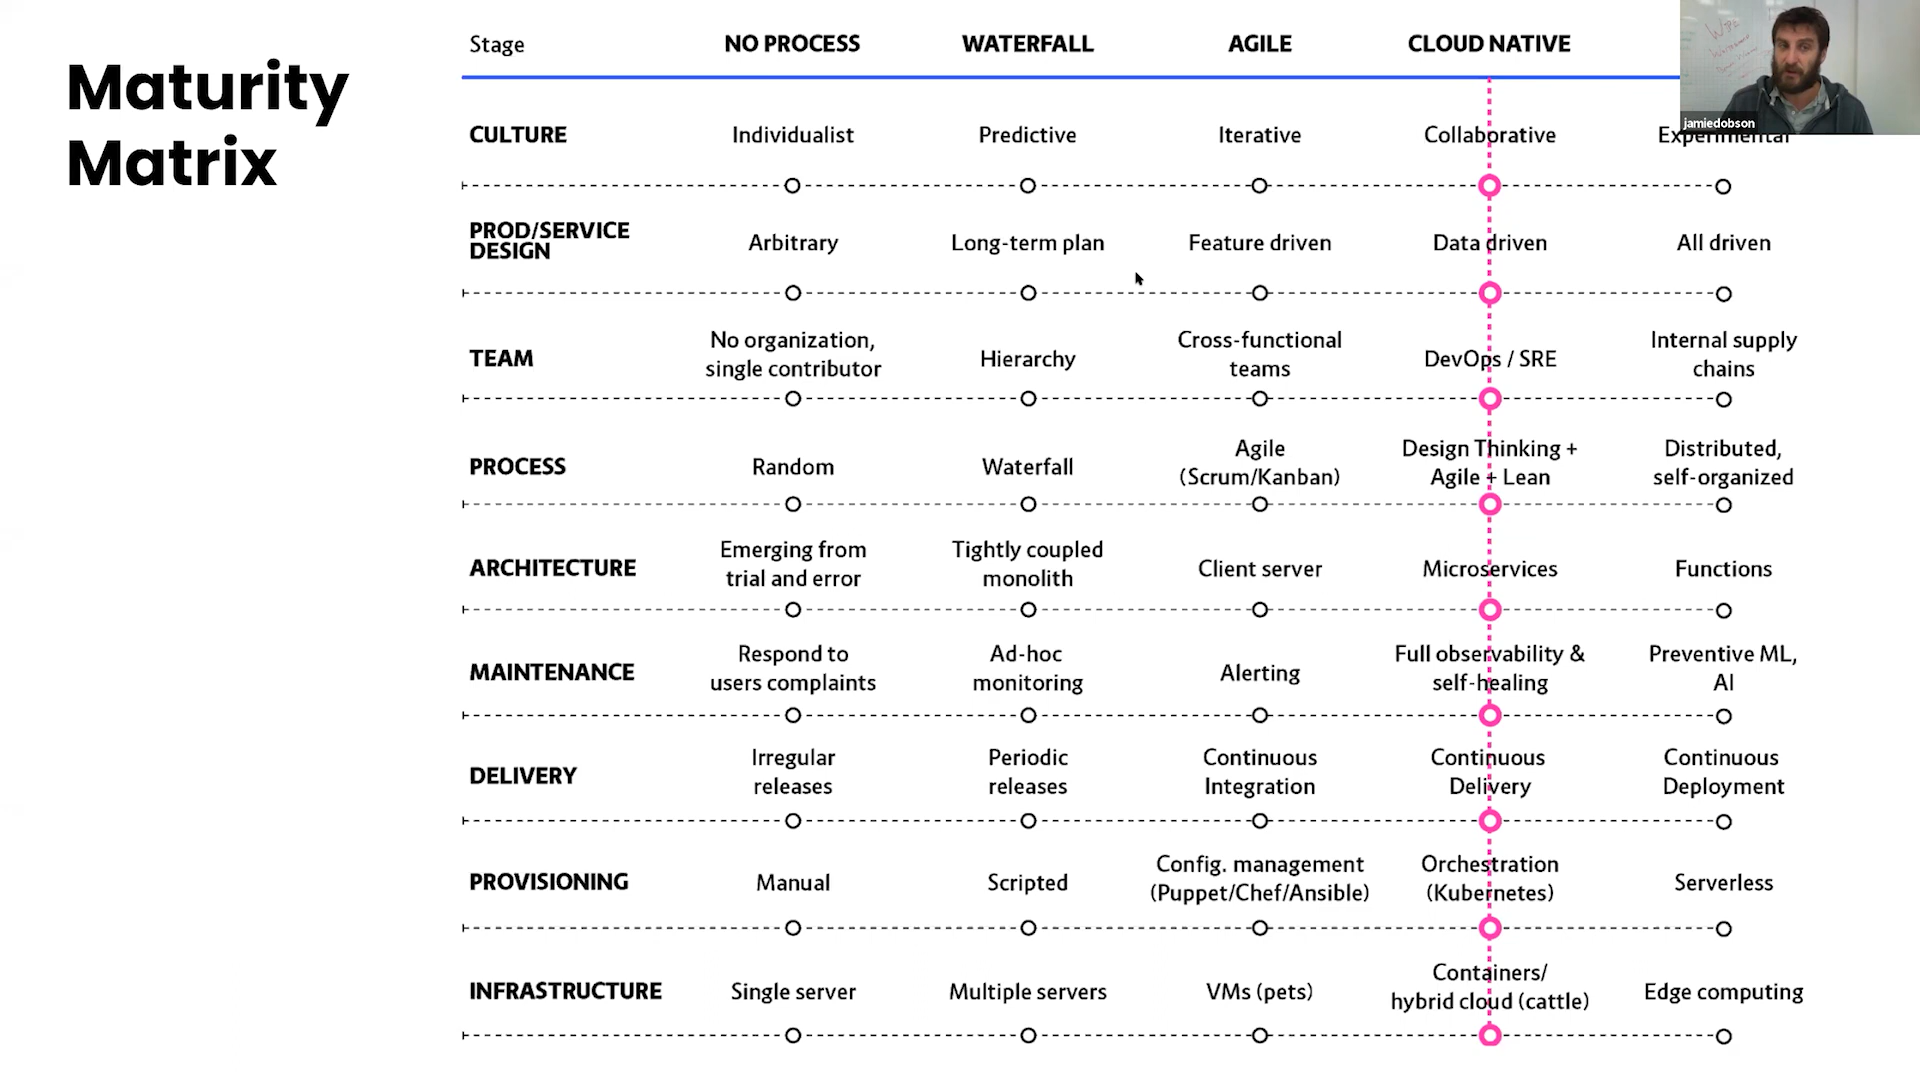 Maturity
Matrix
Stage NO PROCESS WATERFALL AGILE CLOUD NATIVE
jamiedobson
CULTURE Individualist Predictive Iterative Collaborative Experimental
PROD/SERVICE
DESIGN Arbitrary Long-term plan Feature driven Data driven All driven
TEAM No organization,
single contributor Hierarchy Cross-functional
teams DevOps / SRE Internal supply
chains
PROCESS Random Waterfall Agile
(Scrum/Kanban) Design Thinking +
Agile + Lean Distributed,
self-organized
ARCHITECTURE Emerging from
trial and error Tightly coupled
monolith Client server Microservices Functions
MAINTENANCE Respond to
users complaints Ad-hoc
monitoring Alerting Full observability &
self-healing Preventive ML,
AI
DELIVERY Irregular
releases Periodic
releases Continuous
Integration Continuous
Delivery Continuous
Deployment
PROVISIONING Manual Scripted Config. management
(Puppet/Chef/Ansible) Orchestration
(Kubernetes) Serverless
INFRASTRUCTURE Single server Multiple servers VMs (pets) Containers/
hybrid cloud (cattle) Edge computing